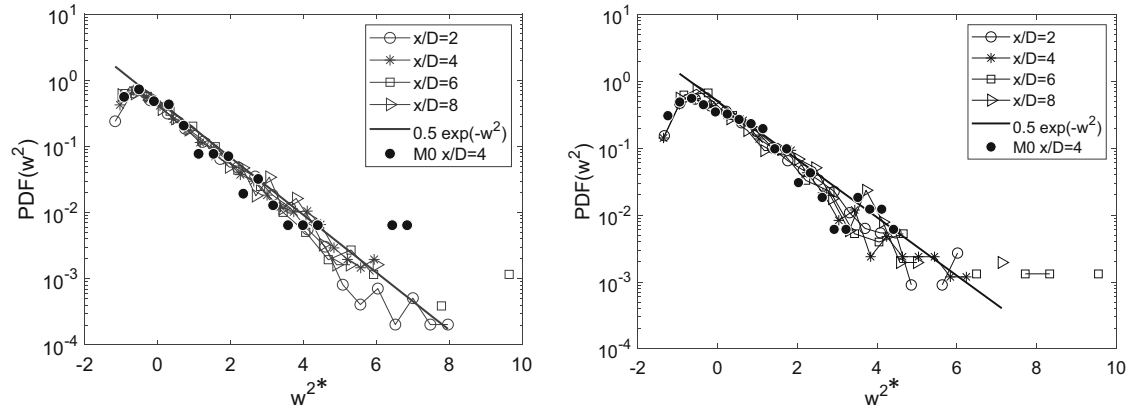 10^1
10^0
10^-1
10^-2
10^-3
10^-4
PDF(w^2)
-2 0 2 4 6 8 10
w^2*
x/D=2
x/D=4
x/D=6
x/D=8
0.5 exp(-w^2)
M0 x/D=4
10^1
10^0
10^-1
10^-2
10^-3
10^-4
PDF(w^2)
-2 0 2 4 6 8 10
w^2*
x/D=2
x/D=4
x/D=6
x/D=8
0.5 exp(-w^2)
M0 x/D=4